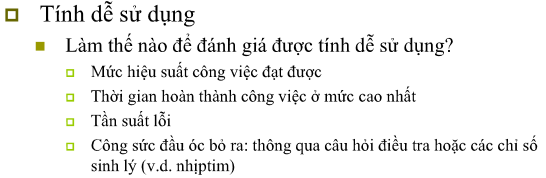 Tính dễ sử dụng
Làm thế nào để đánh giá được tính dễ sử dụng?
Mức hiệu suất công việc đạt được
Thời gian hoàn thành công việc ở mức cao nhất
Tần suất lỗi
Công sức đầu óc bỏ ra: thông qua câu hỏi điều tra hoặc các chỉ số
sinh lý (v.d. nhịptim)